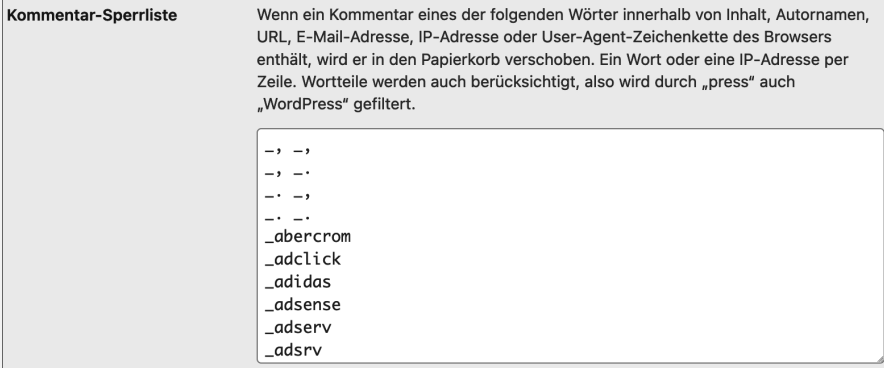 Kommentar-Sperrliste
Wenn ein Kommentar eines der folgenden Wörter innerhalb von Inhalt, Autornamen,
URL, E-Mail-Adresse, IP-Adresse oder User-Agent-Zeichenkette des Browsers
enthält, wird er in den Papierkorb verschoben. Ein Wort oder eine IP-Adresse per
Zeile. Wortteile werden auch berücksichtigt, also wird durch „press“ auch
„WordPress“ gefiltert.
_, _,
_, _.
_. _,
_. _.
_abercrom
_adclick
_adidas
_adsense
_adserv
_adsrv